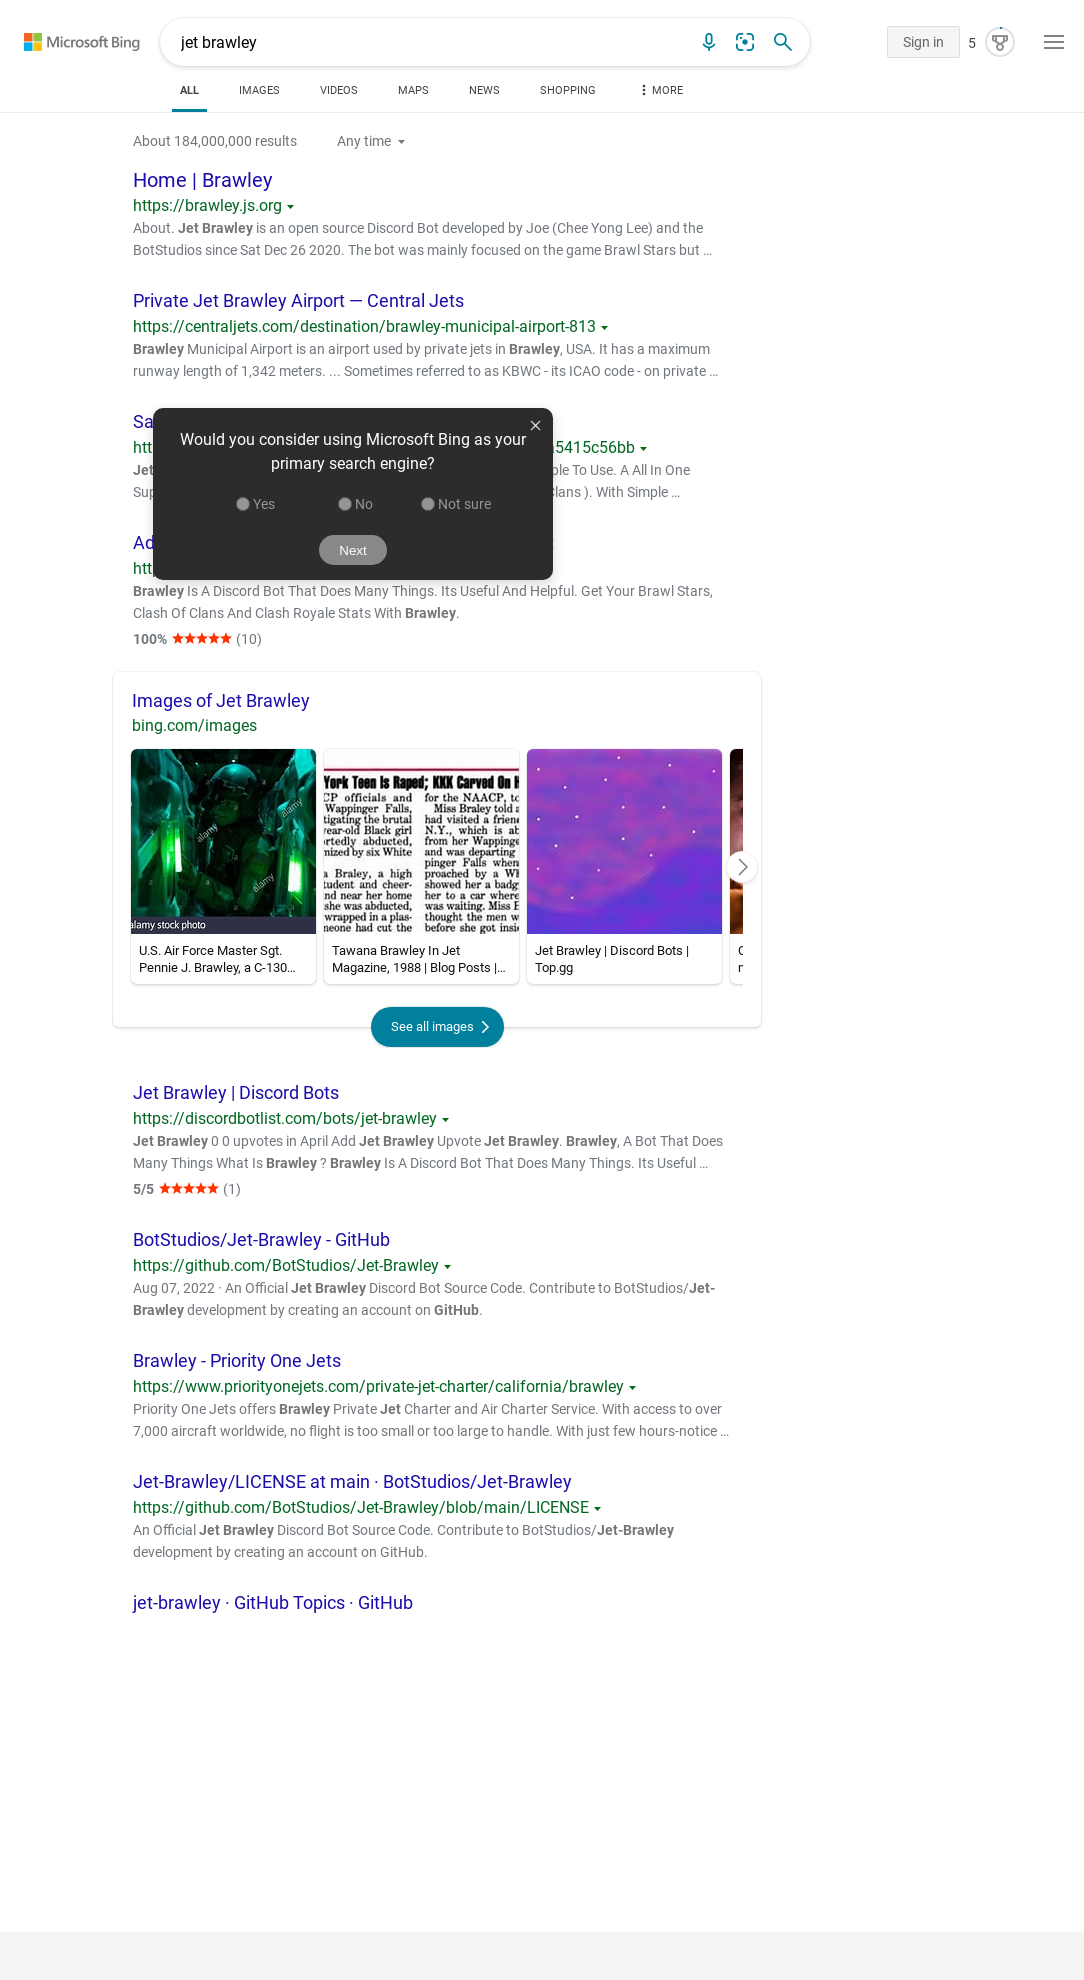 Microsoft Bing
jet brawley
Sign in
5
ALL
IMAGES
VIDEOS
MAPS
NEWS
SHOPPING
MORE
About 184,000,000 results
Any time
Home | Brawley
https://brawley.js.org
About. Jet Brawley is an open source Discord Bot developed by Joe (Chee Yong Lee) and the
BotStudios since Sat Dec 26 2020. The bot was mainly focused on the game Brawl Stars but ...
Private Jet Brawley Airport — Central Jets
https://centraljets.com/destination/brawley-municipal-airport-813
Brawley Municipal Airport is an airport used by private jets in Brawley, USA. It has a maximum
runway length of 1,342 meters. ... Sometimes referred to as KBWC - its ICAO code - on private ...
Would you consider using Microsoft Bing as your
primary search engine?
Yes
No
Not sure
Next
Sa
htt
a5415c56bb
Jet
ple To Use. A All In One
Sup
Clans ). With Simple ...
Ad
http
Brawley Is A Discord Bot That Does Many Things. Its Useful And Helpful. Get Your Brawl Stars,
Clash Of Clans And Clash Royale Stats With Brawley.
100% ★★★★★ (10)
Images of Jet Brawley
bing.com/images
alamy
alamy
alamy
alamy stock photo
York Teen Is Raped; KKK Carved On H
CP officials and
Wappinger Falls,
tigating the brutal
year-old Black girl
ortedly abducted,
mized by six White
a Braley, a high
tudent and cheer-
and near her home
she was abducted,
wrapped in a plas-
meone had cut the
for the NAACP, to
Miss Braley told a
had visited a friend
N.Y., which is ab
from her Wappinge
and was departing
pinger Falls when
proached by a Wh
showed her a badg
her to a car where
was waiting. Miss B
thought the men w
before she got insid
U.S. Air Force Master Sgt.
Pennie J. Brawley, a C-130...
Tawana Brawley In Jet
Magazine, 1988 | Blog Posts |...
Jet Brawley | Discord Bots |
Top.gg
See all images
Jet Brawley | Discord Bots
https://discordbotlist.com/bots/jet-brawley
Jet Brawley 0 0 upvotes in April Add Jet Brawley Upvote Jet Brawley. Brawley, A Bot That Does
Many Things What Is Brawley ? Brawley Is A Discord Bot That Does Many Things. Its Useful ...
5/5 ★★★★★ (1)
BotStudios/Jet-Brawley - GitHub
https://github.com/BotStudios/Jet-Brawley
Aug 07, 2022 · An Official Jet Brawley Discord Bot Source Code. Contribute to BotStudios/Jet-
Brawley development by creating an account on GitHub.
Brawley - Priority One Jets
https://www.priorityonejets.com/private-jet-charter/california/brawley
Priority One Jets offers Brawley Private Jet Charter and Air Charter Service. With access to over
7,000 aircraft worldwide, no flight is too small or too large to handle. With just few hours-notice ...
Jet-Brawley/LICENSE at main · BotStudios/Jet-Brawley
https://github.com/BotStudios/Jet-Brawley/blob/main/LICENSE
An Official Jet Brawley Discord Bot Source Code. Contribute to BotStudios/Jet-Brawley
development by creating an account on GitHub.
jet-brawley · GitHub Topics · GitHub